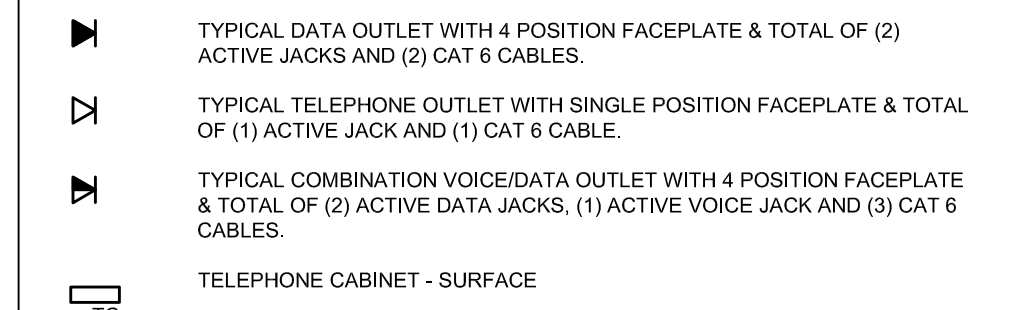 TYPICAL DATA OUTLET WITH 4 POSITION FACEPLATE & TOTAL OF (2)
ACTIVE JACKS AND (2) CAT 6 CABLES.
TYPICAL TELEPHONE OUTLET WITH SINGLE POSITION FACEPLATE & TOTAL
OF (1) ACTIVE JACK AND (1) CAT 6 CABLE.
TYPICAL COMBINATION VOICE/DATA OUTLET WITH 4 POSITION FACEPLATE
& TOTAL OF (2) ACTIVE DATA JACKS, (1) ACTIVE VOICE JACK AND (3) CAT 6
CABLES.
TELEPHONE CABINET - SURFACE